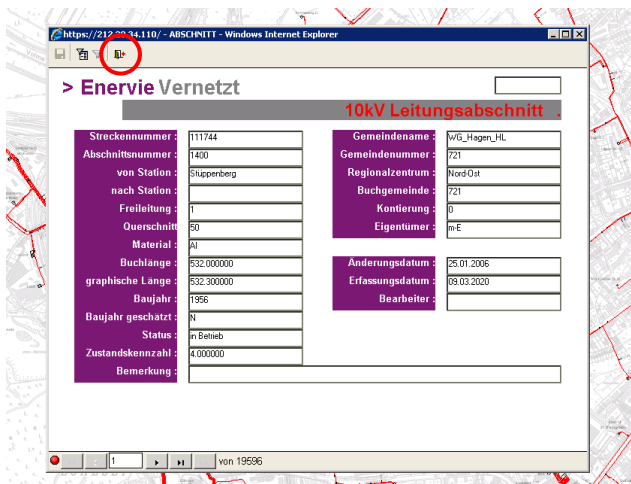 https://212.89.34.110/ - ABSCHNITT - Windows Internet Explorer
> Enervie Vernetzt
10kV Leitungsabschnitt .
Streckennummer : 111744
Abschnittsnummer : 1400
von Station : Stüppenberg
nach Station :
Freileitung : 1
Querschnitt 50
Material : Al
Buchlänge : 532.000000
graphische Länge : 532.300000
Baujahr : 1956
Baujahr geschätzt : N
Status : in Betrieb
Zustandskennzahl : 4.000000
Bemerkung :
Gemeindename : WG_Hagen_HL
Gemeindenummer : 721
Regionalzentrum : Nord-Ost
Buchgemeinde : 721
Kontierung : 0
Eigentümer : m-E
Änderungsdatum : 25.01.2006
Erfassungsdatum : 09.03.2020
Bearbeiter :
1 von 19596